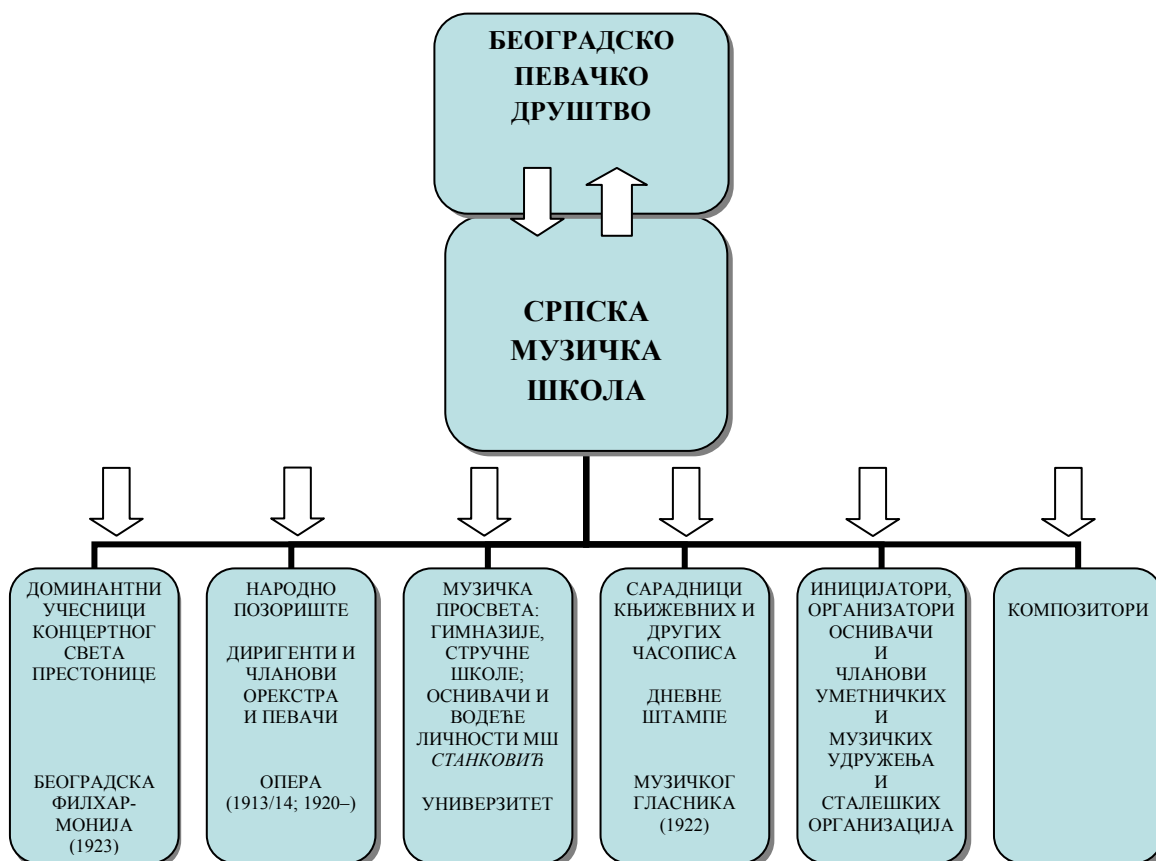 БЕОГРАДСКО
ПЕВАЧКО
ДРУШТВО
СРПСКА
МУЗИЧКА
ШКОЛА
ДОМИНАНТНИ
УЧЕСНИЦИ
КОНЦЕРТНОГ
СВЕТА
ПРЕСТОНИЦЕ
БЕОГРАДСКА
ФИЛХАР-
МОНИЈА
(1923)
НАРОДНО
ПОЗОРИШТЕ
ДИРИГЕНТИ И
ЧЛАНОВИ
ОРЕКСТРА
И ПЕВАЧИ
ОПЕРА
(1913/14; 1920–)
МУЗИЧКА
ПРОСВЕТА:
ГИМНАЗИЈЕ,
СТРУЧНЕ
ШКОЛЕ;
ОСНИВАЧИ И
ВОДЕЋЕ
ЛИЧНОСТИ МШ
СТАНКОВИЋ
УНИВЕРЗИТЕТ
САРАДНИЦИ
КЊИЖЕВНИХ И
ДРУГИХ
ЧАСОПИСА
ДНЕВНЕ
ШТАМПЕ
МУЗИЧКОГ
ГЛАСНИКА
(1922)
ИНИЦИЈАТОРИ,
ОРГАНИЗАТОРИ
ОСНИВАЧИ
И
ЧЛАНОВИ
УМЕТНИЧКИХ
И
МУЗИЧКИХ
УДРУЖЕЊА
И
СТАЛЕШКИХ
ОРГАНИЗАЦИЈА
КОМПОЗИТОРИ